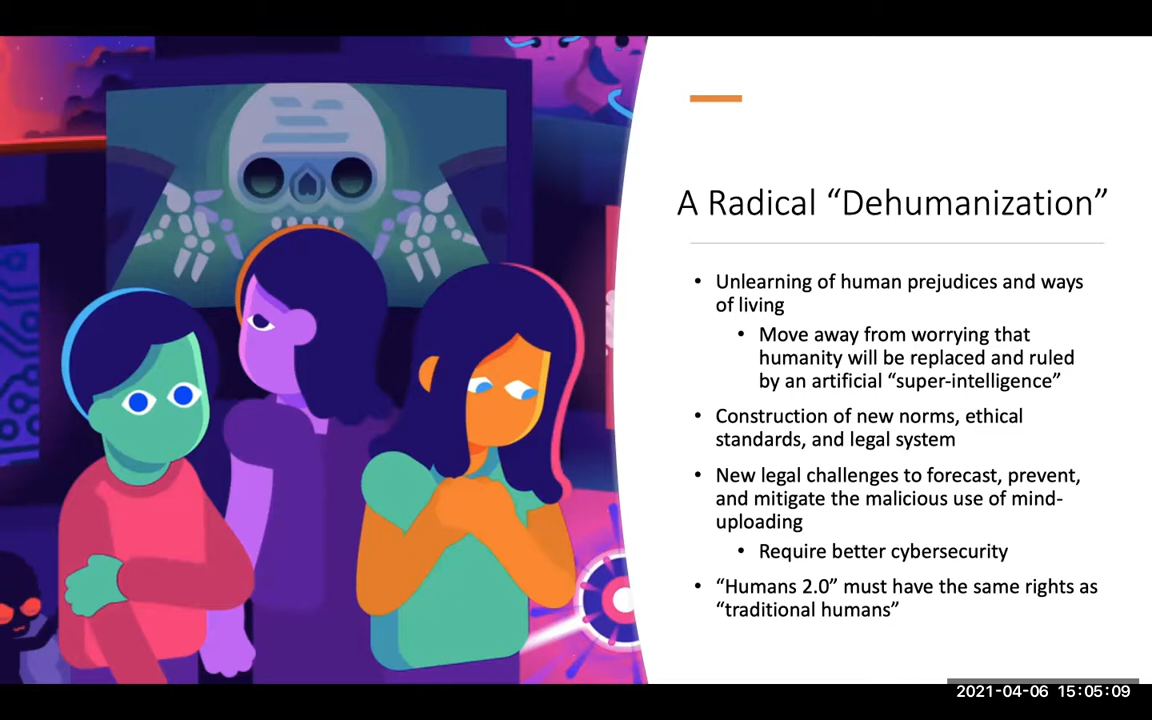 A Radical “Dehumanization”
• Unlearning of human prejudices and ways
of living
• Move away from worrying that
humanity will be replaced and ruled
by an artificial “super-intelligence”
• Construction of new norms, ethical
standards, and legal system
• New legal challenges to forecast, prevent,
and mitigate the malicious use of mind-
uploading
• Require better cybersecurity
• “Humans 2.0” must have the same rights as
“traditional humans”
2021-04-06 15:05:09